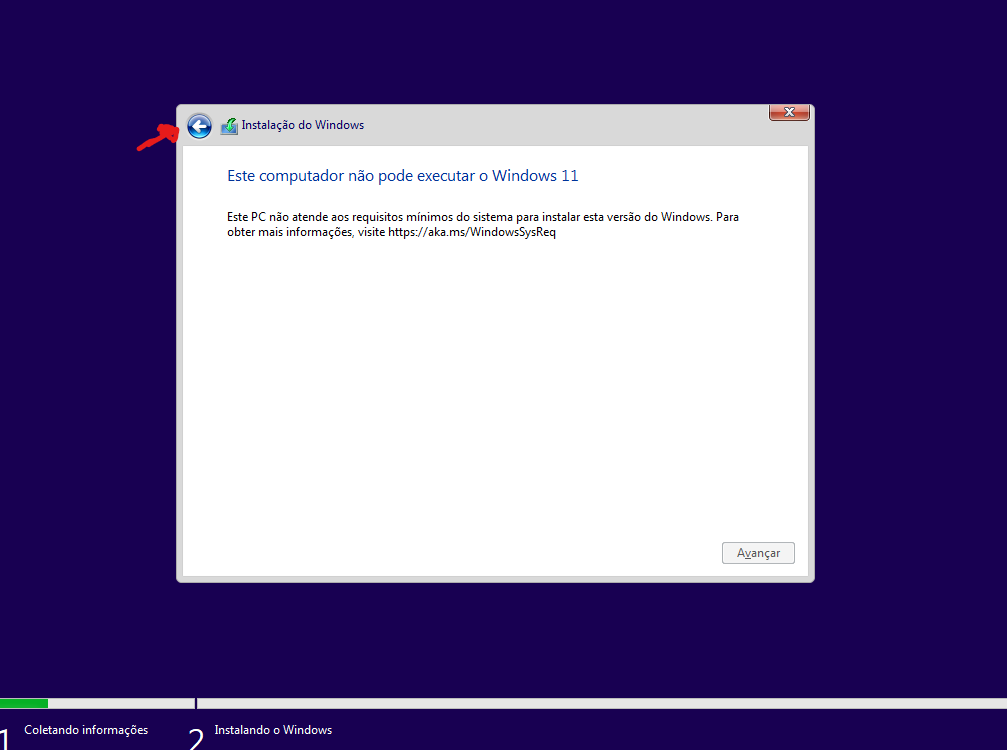 Instalação do Windows
Este computador não pode executar o Windows 11
Este PC não atende aos requisitos mínimos do sistema para instalar esta versão do Windows. Para
obter mais informações, visite https://aka.ms/WindowsSysReq
Avançar
1 Coletando informações
2 Instalando o Windows